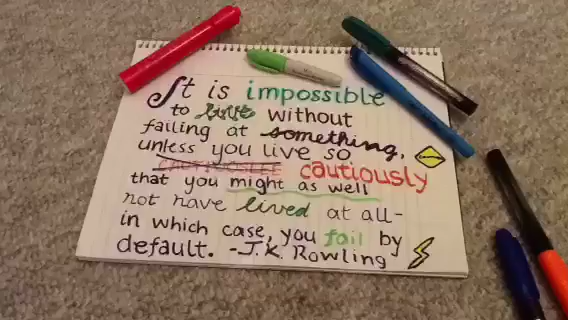 It is impossible
to live without
failing at something,
unless you live so
cautiously
that you might as well
not have lived at all-
in which case, you fail by
default. -J.K. Rowling